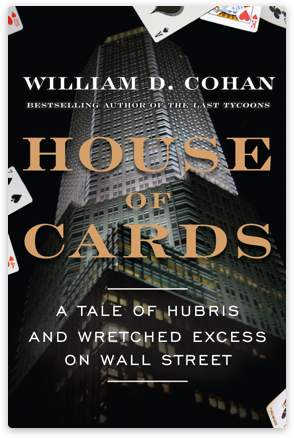 WILLIAM D. COHAN
BESTSELLING AUTHOR OF THE LAST TYCOONS
HOUSE
OF
CARDS
A TALE OF HUBRIS
AND WRETCHED EXCESS
ON WALL STREET